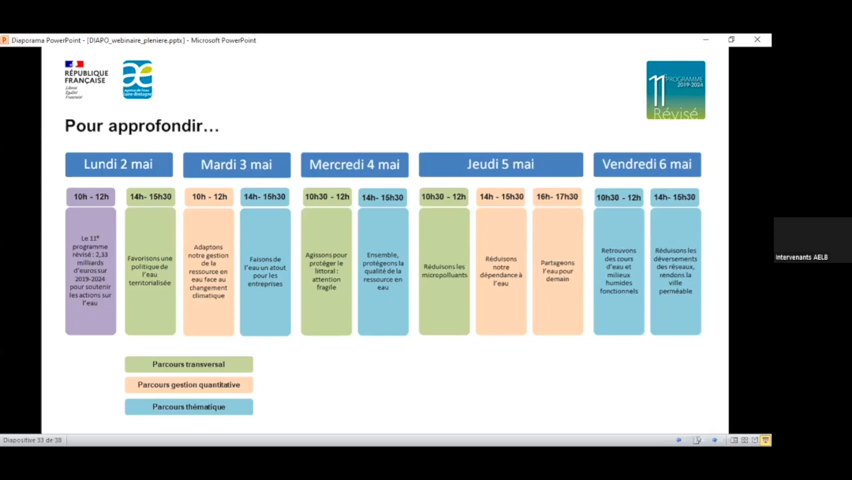 Diaporama PowerPoint - [DIAPO_webinaire_pleniere.pptx] - Microsoft PowerPoint
RÉPUBLIQUE
FRANÇAISE
Liberté
Égalité
Fraternité
11
PROGRAMME
2019-2024
Révisé
Pour approfondir…
Lundi 2 mai
Mardi 3 mai
Mercredi 4 mai
Jeudi 5 mai
Vendredi 6 mai
10h - 12h
14h- 15h30
10h - 12h
14h- 15h30
10h30 - 12h
14h- 15h30
10h30 - 12h
14h - 15h30
16h- 17h30
10h30 - 12h
14h- 15h30
Le 11e
programme
révisé : 2,33
milliards
d'euros sur
2019-2024
pour soutenir
les actions sur
l'eau
Favorisons une
politique de
l'eau
territorialisée
Adaptons
notre gestion
de la
ressource en
eau face au
changement
climatique
Faisons de
l'eau un atout
pour les
entreprises
Agissons pour
protéger le
littoral :
attention
fragile
Ensemble,
protégeons la
qualité de la
ressource en
eau
Réduisons les
micropolluants
Réduisons
notre
dépendance à
l'eau
Partageons
l'eau pour
demain
Retrouvons
des cours
d'eau et
milieux
humides
fonctionnels
Réduisons les
déversements
des réseaux,
rendons la
ville
perméable
Parcours transversal
Parcours gestion quantitative
Parcours thématique
Intervenants AELB
Diapositive 33 de 38